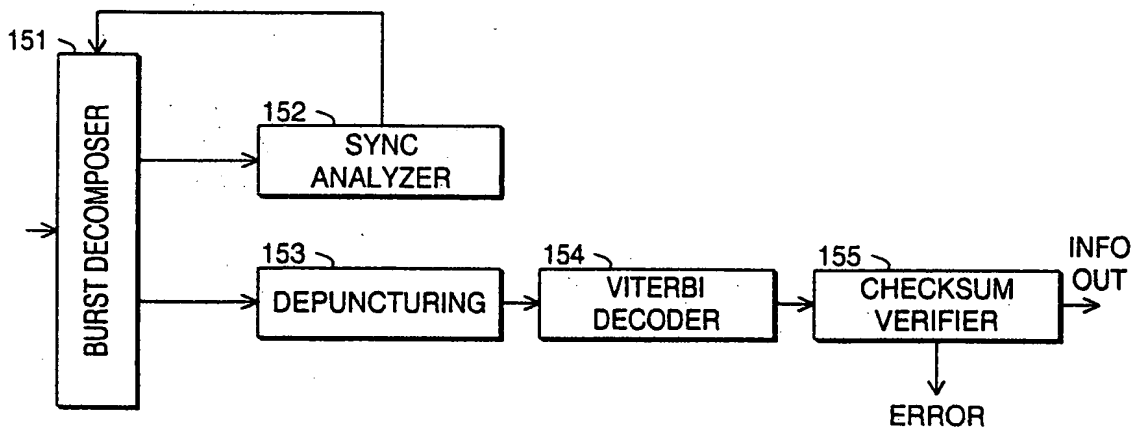 151
BURST DECOMPOSER
152
SYNC
ANALYZER
153
DEPUNCTURING
154
VITERBI
DECODER
155
CHECKSUM
VERIFIER
INFO
OUT
ERROR